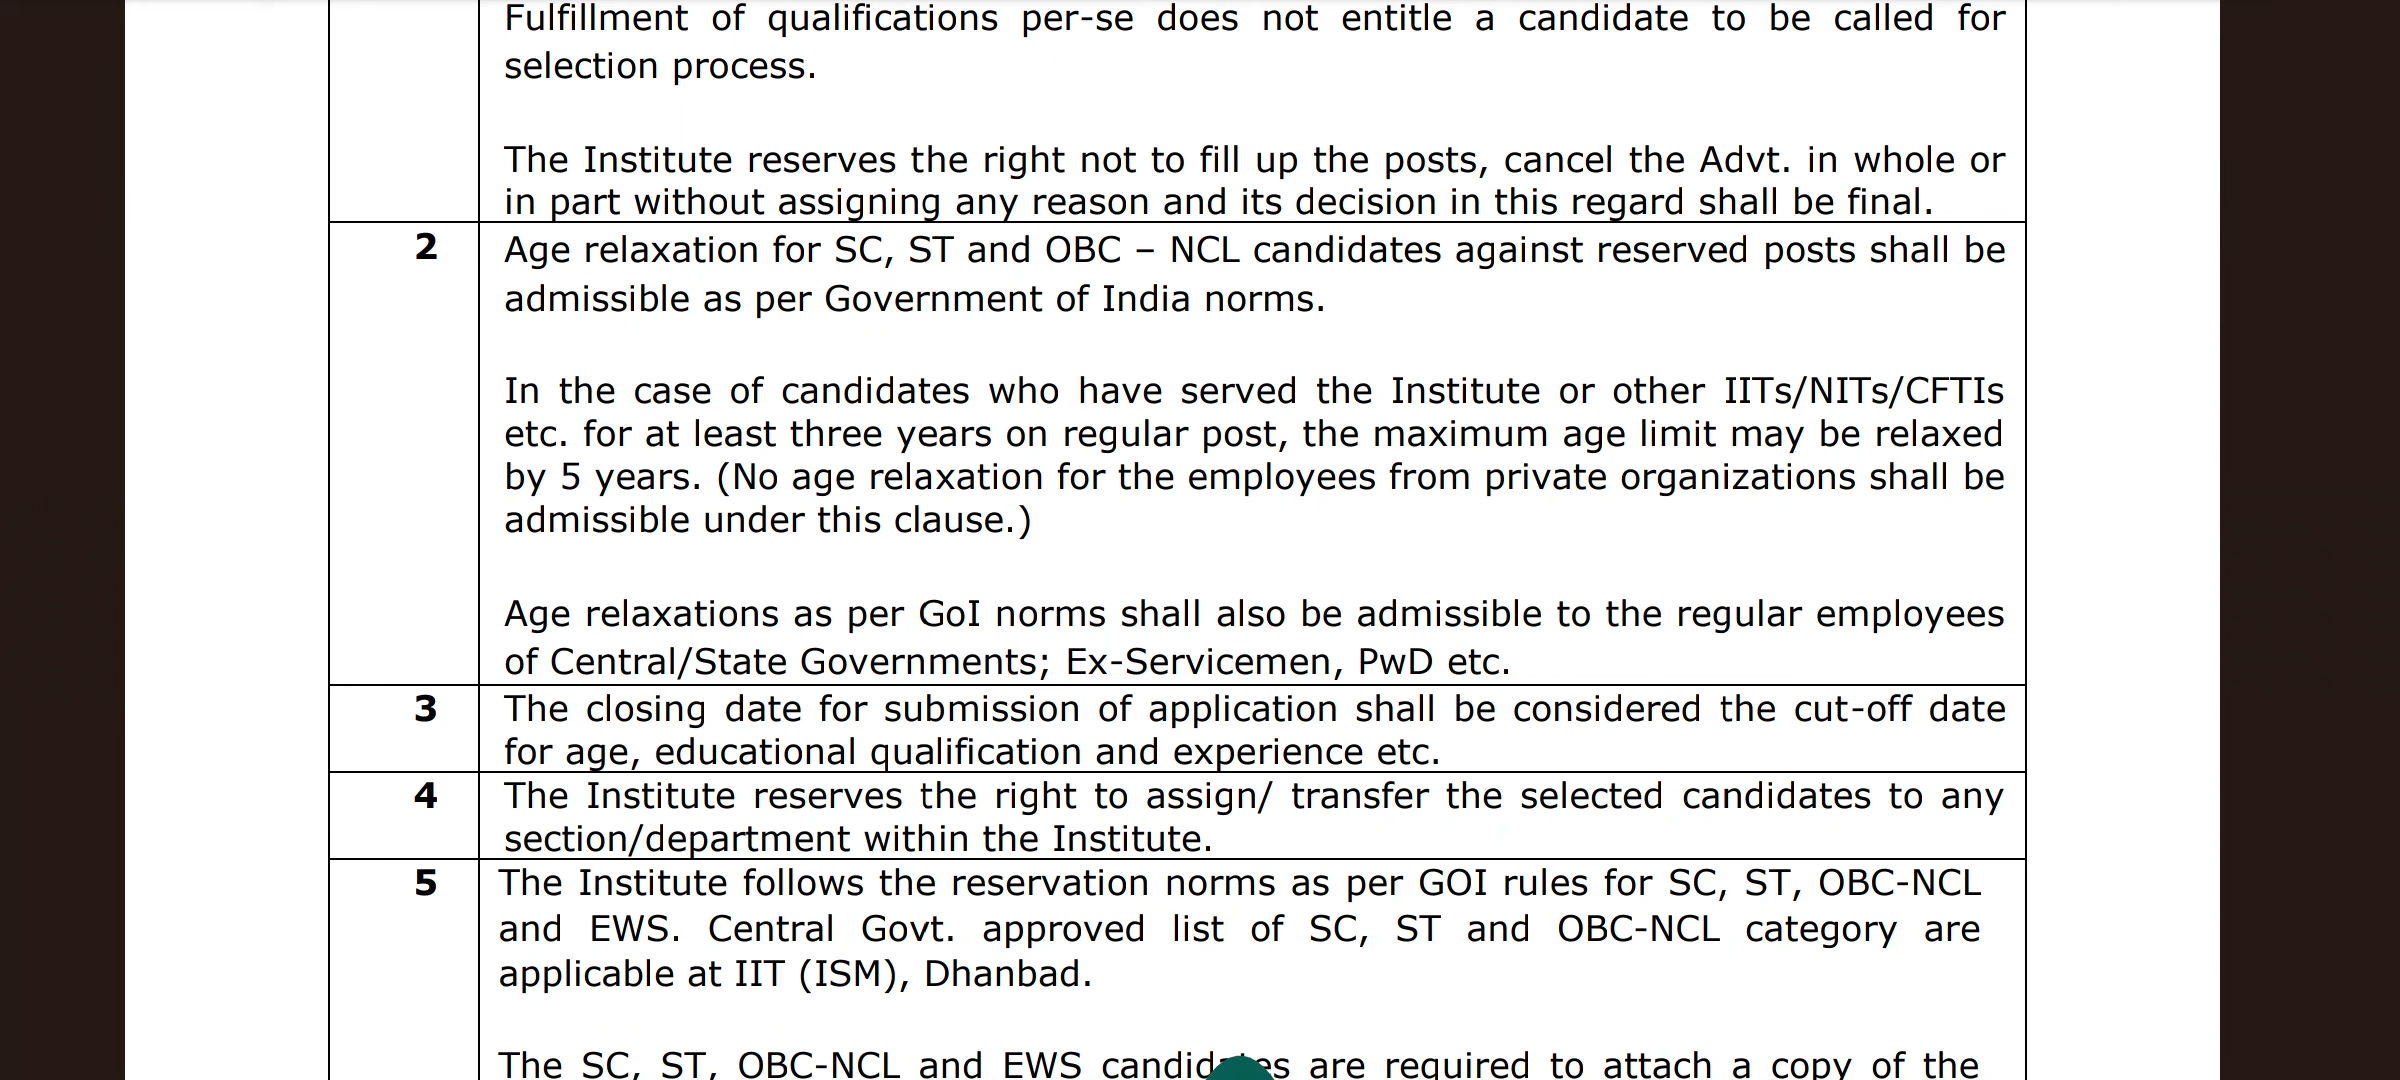 Fulfillment of qualifications per-se does not entitle a candidate to be called for
selection process.
The Institute reserves the right not to fill up the posts, cancel the Advt. in whole or
in part without assigning any reason and its decision in this regard shall be final.
2
Age relaxation for SC, ST and OBC – NCL candidates against reserved posts shall be
admissible as per Government of India norms.
In the case of candidates who have served the Institute or other IITs/NITs/CFTIs
etc. for at least three years on regular post, the maximum age limit may be relaxed
by 5 years. (No age relaxation for the employees from private organizations shall be
admissible under this clause.)
Age relaxations as per GoI norms shall also be admissible to the regular employees
of Central/State Governments; Ex-Servicemen, PwD etc.
3
The closing date for submission of application shall be considered the cut-off date
for age, educational qualification and experience etc.
4
The Institute reserves the right to assign/ transfer the selected candidates to any
section/department within the Institute.
5
The Institute follows the reservation norms as per GOI rules for SC, ST, OBC-NCL
and EWS. Central Govt. approved list of SC, ST and OBC-NCL category are
applicable at IIT (ISM), Dhanbad.
The SC, ST, OBC-NCL and EWS candidates are required to attach a copy of the